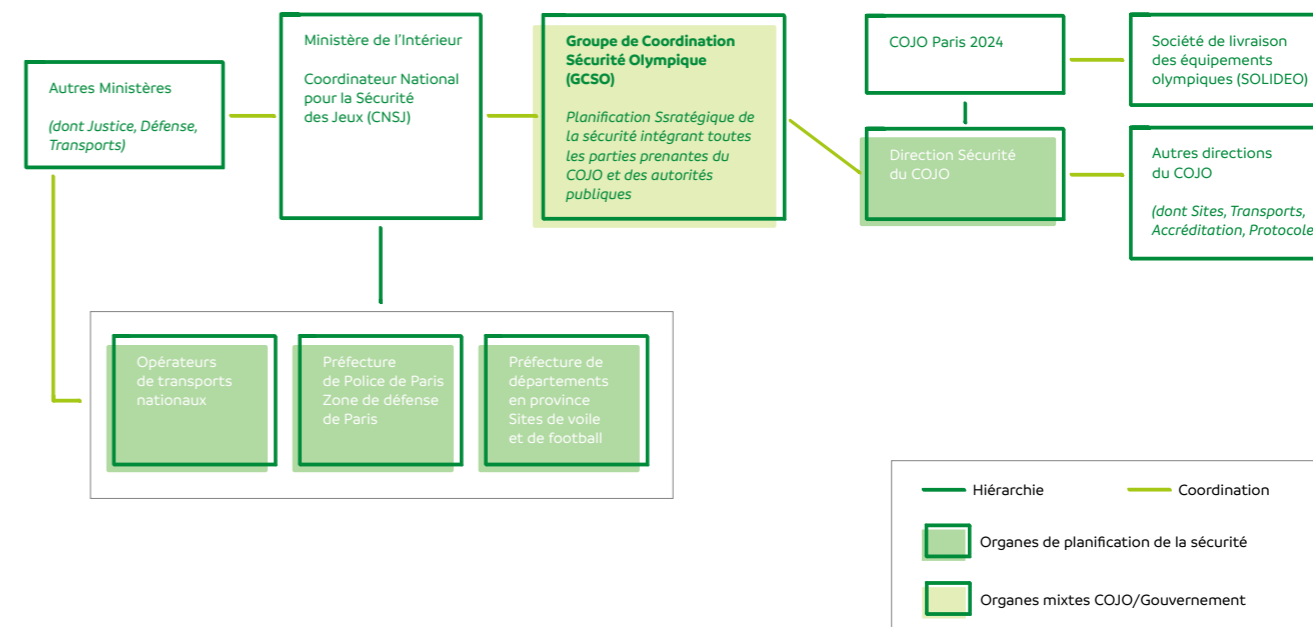 Autres Ministères
(dont Justice, Défense,
Transports)
Ministère de l'Intérieur
Coordinateur National
pour la Sécurité
des Jeux (CNSJ)
Groupe de Coordination
Sécurité Olympique
(GCSO)
Planification Ssratégique de
la sécurité intégrant toutes
les parties prenantes du
COJO et des autorités
publiques
COJO Paris 2024
Société de livraison
des équipements
olympiques (SOLIDEO)
Direction Sécurité
du COJO
Autres directions
du COJO
(dont Sites, Transports,
Accréditation, Protocole
Opérateurs
de transports
nationaux
Préfecture
de Police de Paris
Zone de défense
de Paris
Préfecture de
départements
en province
Sites de voile
et de football
Hiérarchie
Coordination
Organes de planification de la sécurité
Organes mixtes COJO/Gouvernement